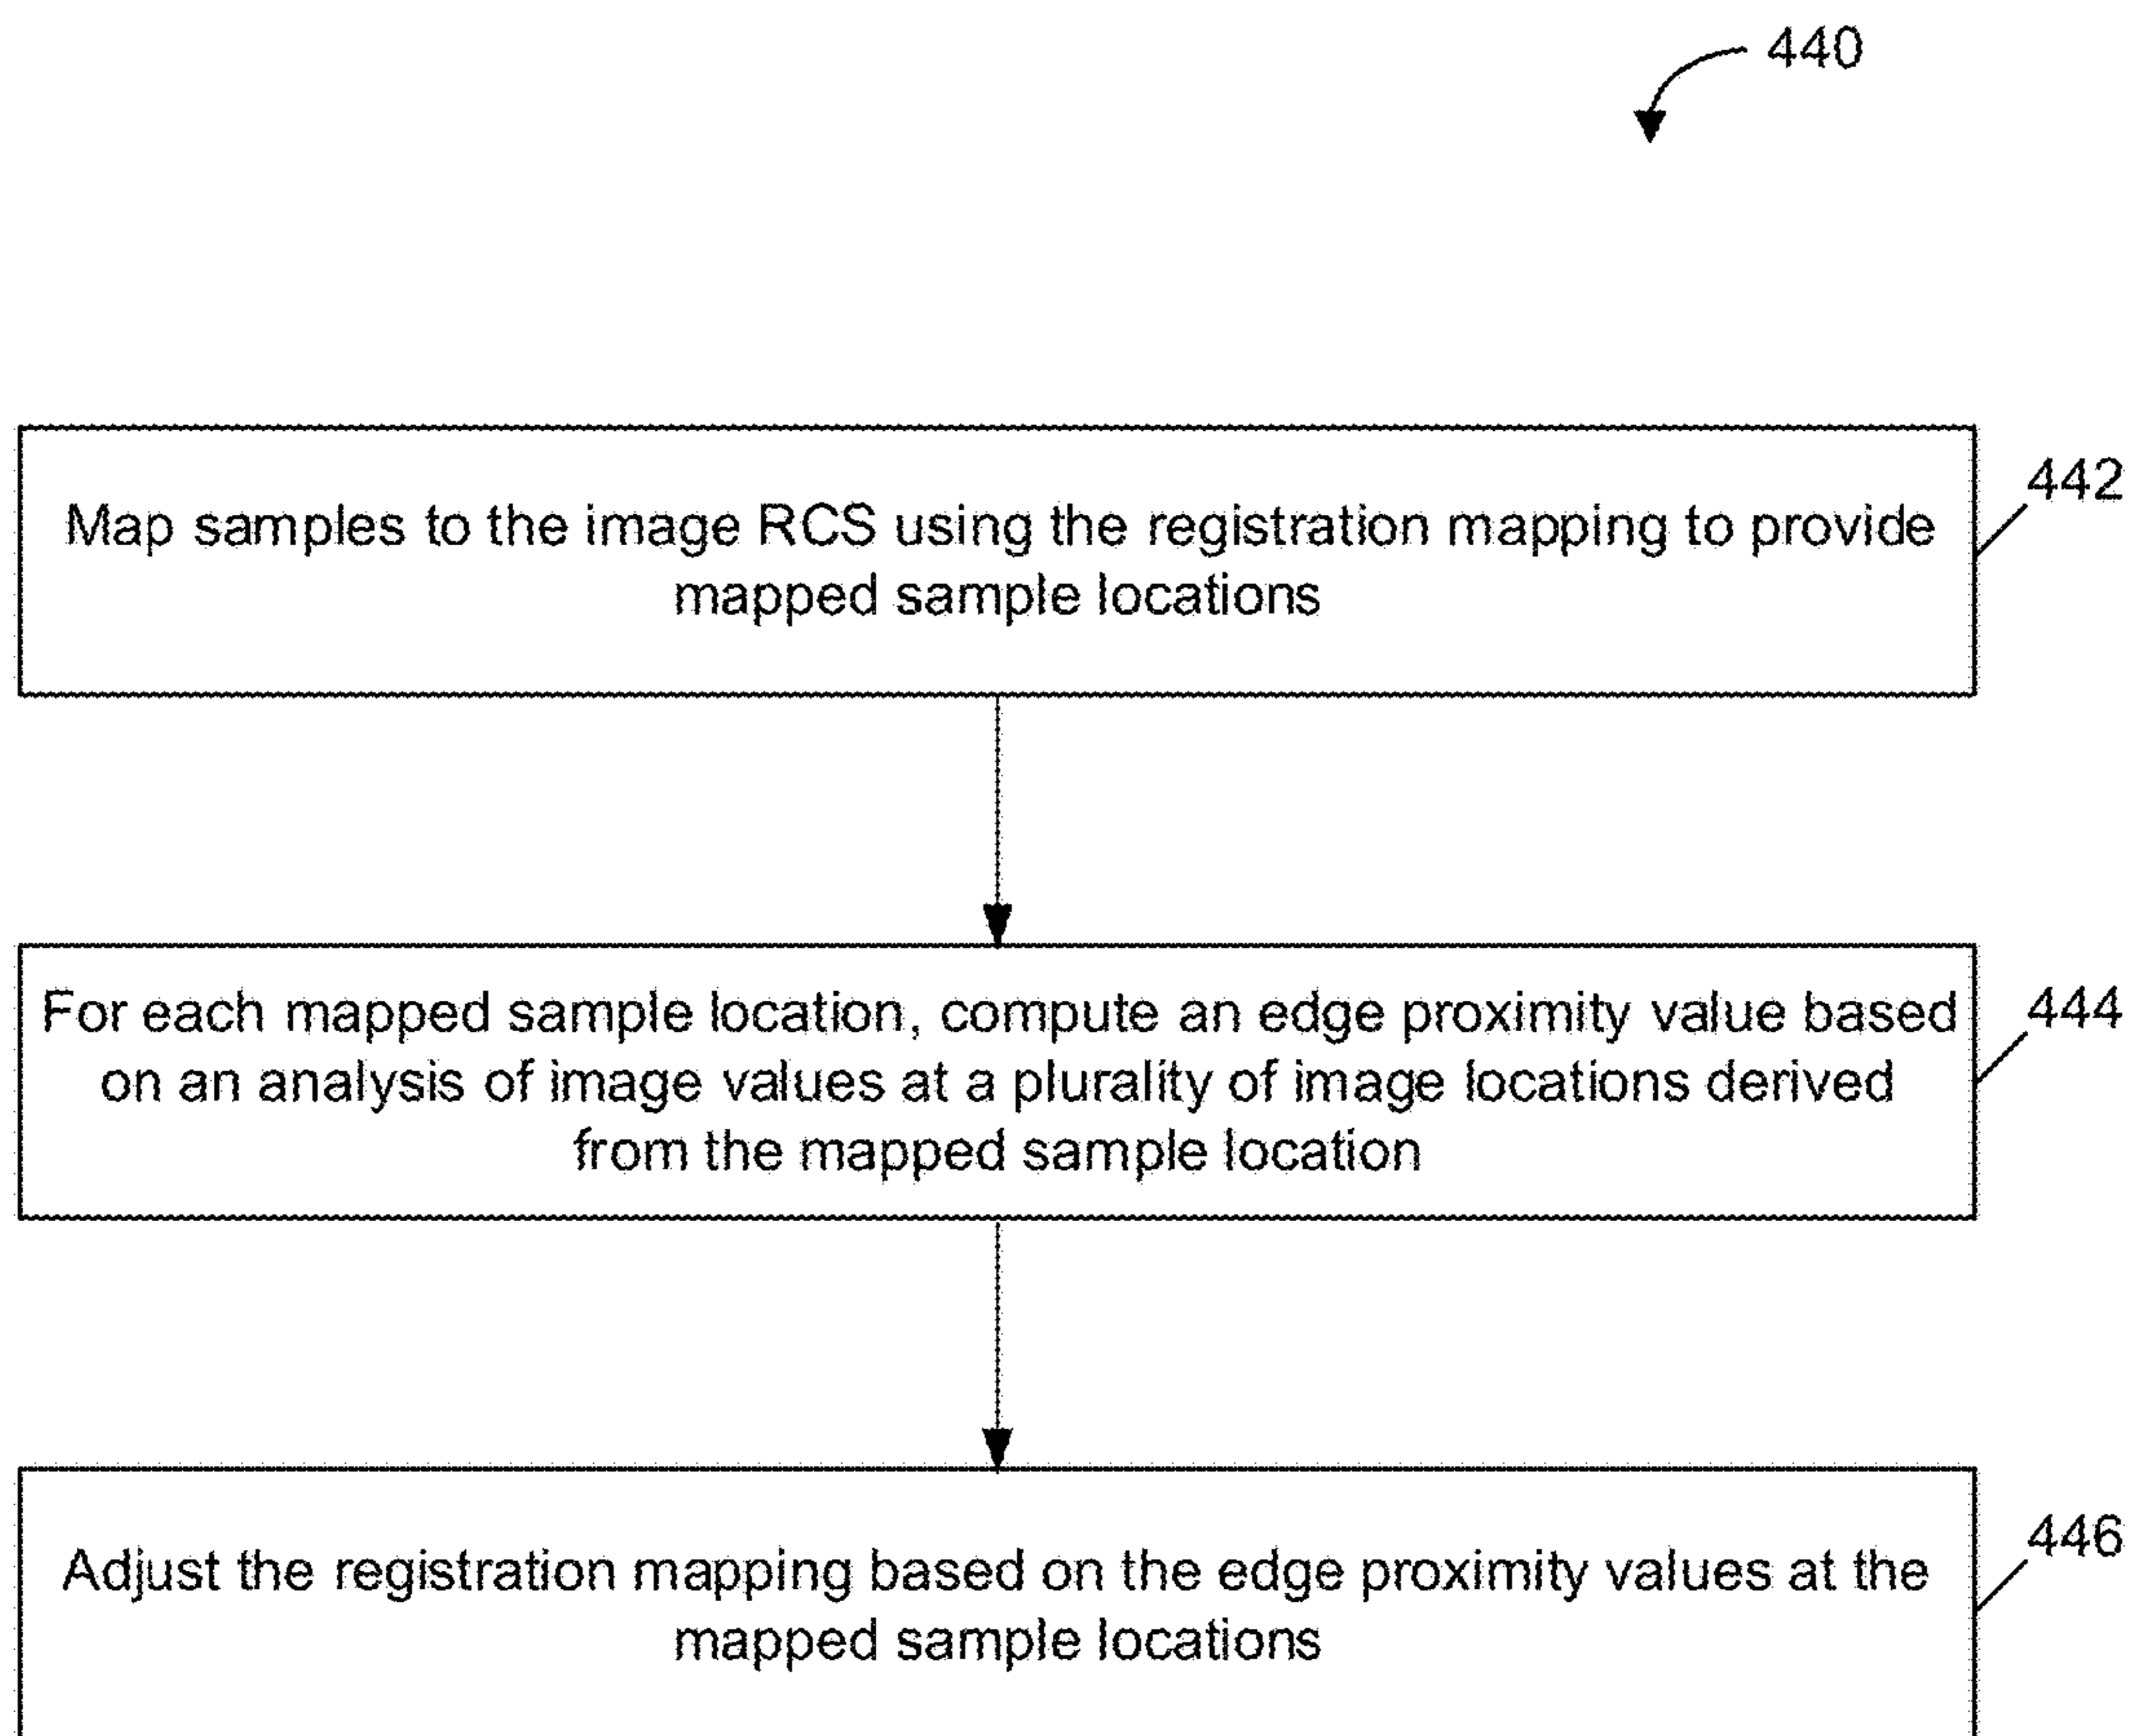 440
Map samples to the image RCS using the registration mapping to provide
mapped sample locations
442
For each mapped sample location, compute an edge proximity value based
on an analysis of image values at a plurality of image locations derived
from the mapped sample location
444
Adjust the registration mapping based on the edge proximity values at the
mapped sample locations
446